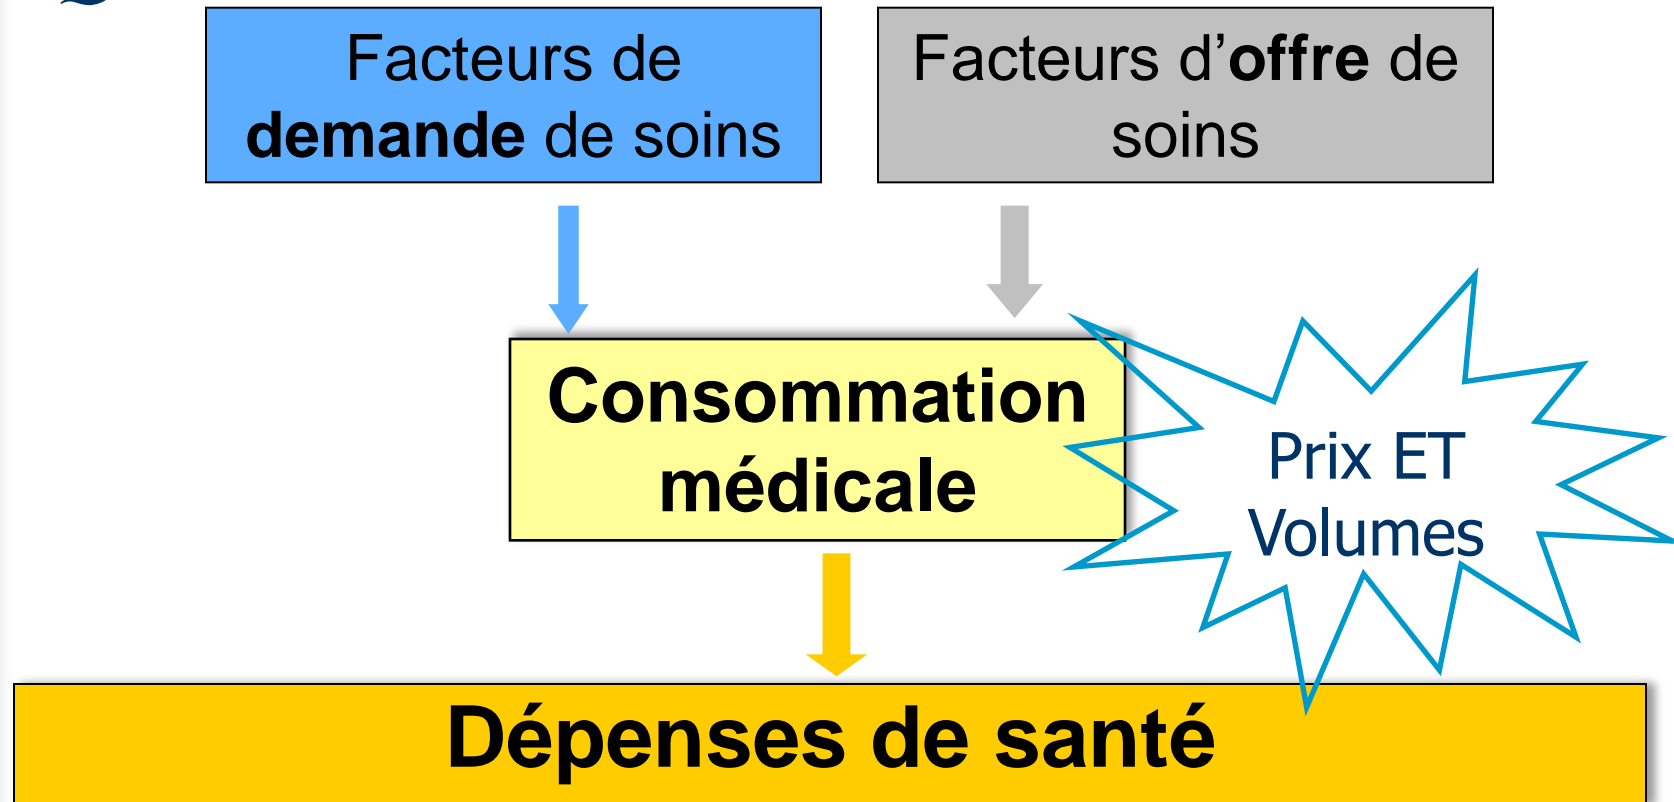 Facteurs de
demande de soins
Facteurs d’offre de
soins
Consommation
médicale
Prix ET
Volumes
Dépenses de santé